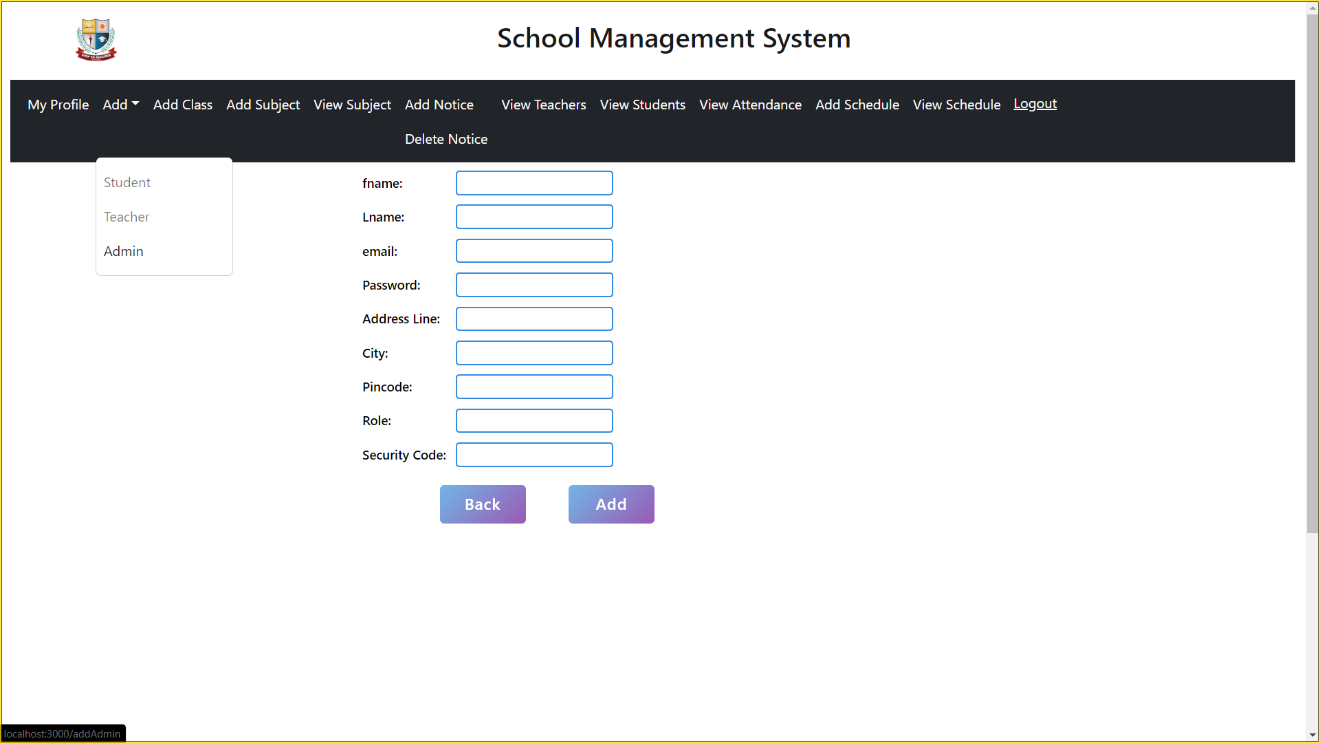 School Management System
My Profile Add Add Class Add Subject View Subject Add Notice View Teachers View Students View Attendance Add Schedule View Schedule Logout
Delete Notice
Student
Teacher
Admin
fname:
Lname:
email:
Password:
Address Line:
City:
Pincode:
Role:
Security Code:
Back Add
localhost:3000/addAdmin